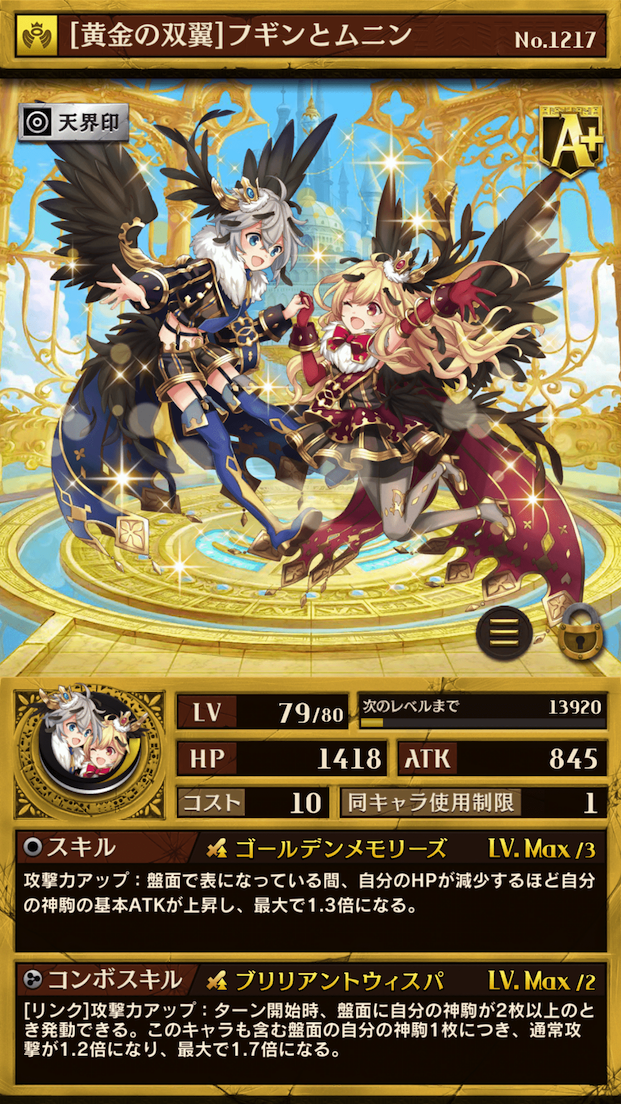 [黄金の双翼]フギンとムニン
No.1217
天界印
A+
LV 79/80
次のレベルまで 13920
HP 1418
ATK 845
コスト 10
同キャラ使用制限 1
スキル ゴールデンメモリーズ LV.Max/3
攻撃力アップ：盤面で表になっている間、自分のHPが減少するほど自分
の神駒の基本ATKが上昇し、最大で1.3倍になる。
コンボスキル ブリリアントウィスパ LV.Max/2
[リンク]攻撃力アップ：ターン開始時、盤面に自分の神駒が2枚以上のと
き発動できる。このキャラも含む盤面の自分の神駒1枚につき、通常攻
撃が1.2倍になり、最大で1.7倍になる。